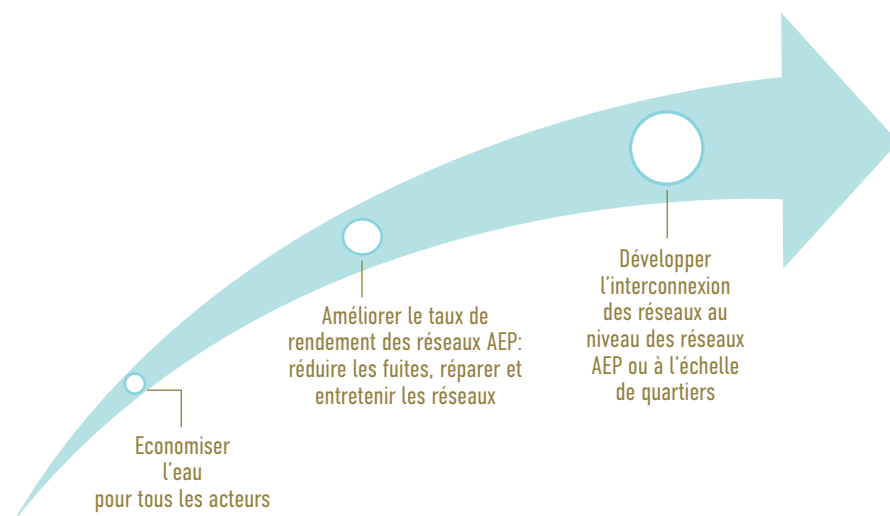 Economiser
l'eau
pour tous les acteurs
Améliorer le taux de
rendement des réseaux AEP:
réduire les fuites, réparer et
entretenir les réseaux
Développer
l'interconnexion
des réseaux au
niveau des réseaux
AEP ou à l'échelle
de quartiers